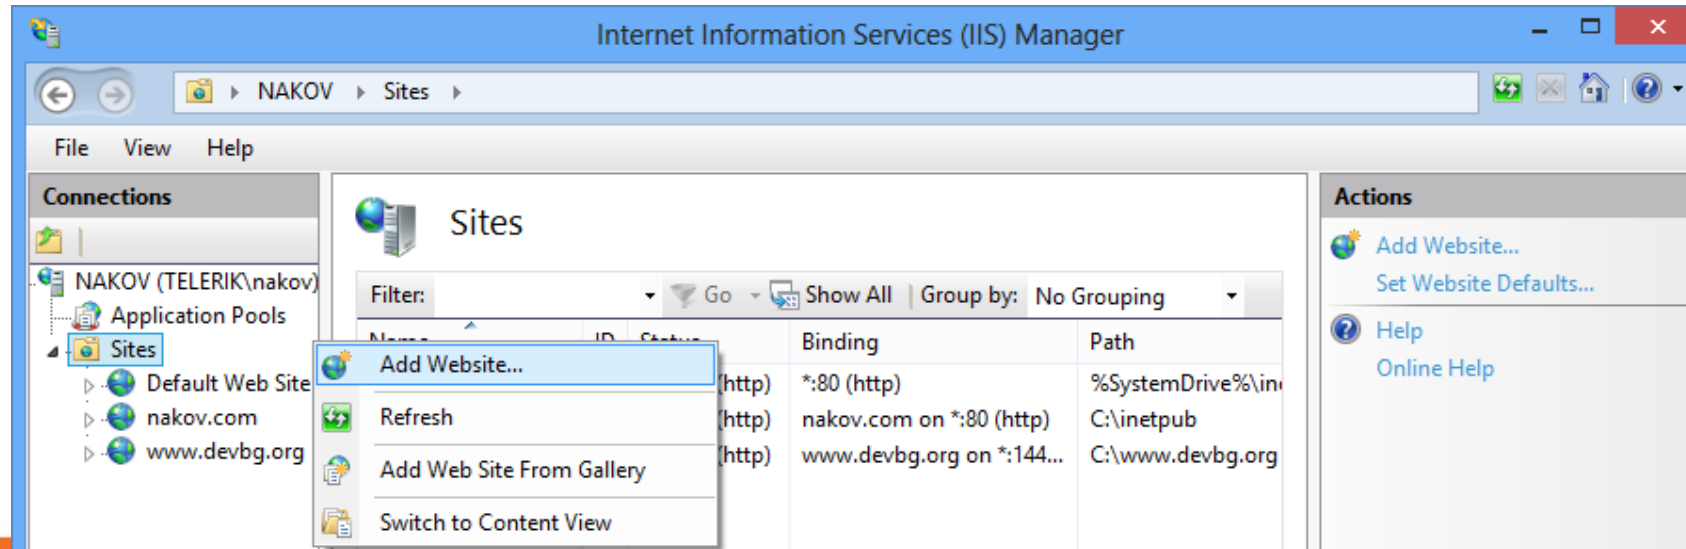 Internet Information Services (IIS) Manager
NAKOV Sites
File View Help
Connections
NAKOV (TELERIK\nakov)
Application Pools
Sites
Default Web Site
nakov.com
www.devbg.org
Sites
Filter: Go Show All Group by: No Grouping
Name ID Status Binding Path
(http) *:80 (http) %SystemDrive%\in
(http) nakov.com on *:80 (http) C:\inetpub
(http) www.devbg.org on *:144... C:\www.devbg.org
Add Website...
Refresh
Add Web Site From Gallery
Switch to Content View
Actions
Add Website...
Set Website Defaults...
Help
Online Help